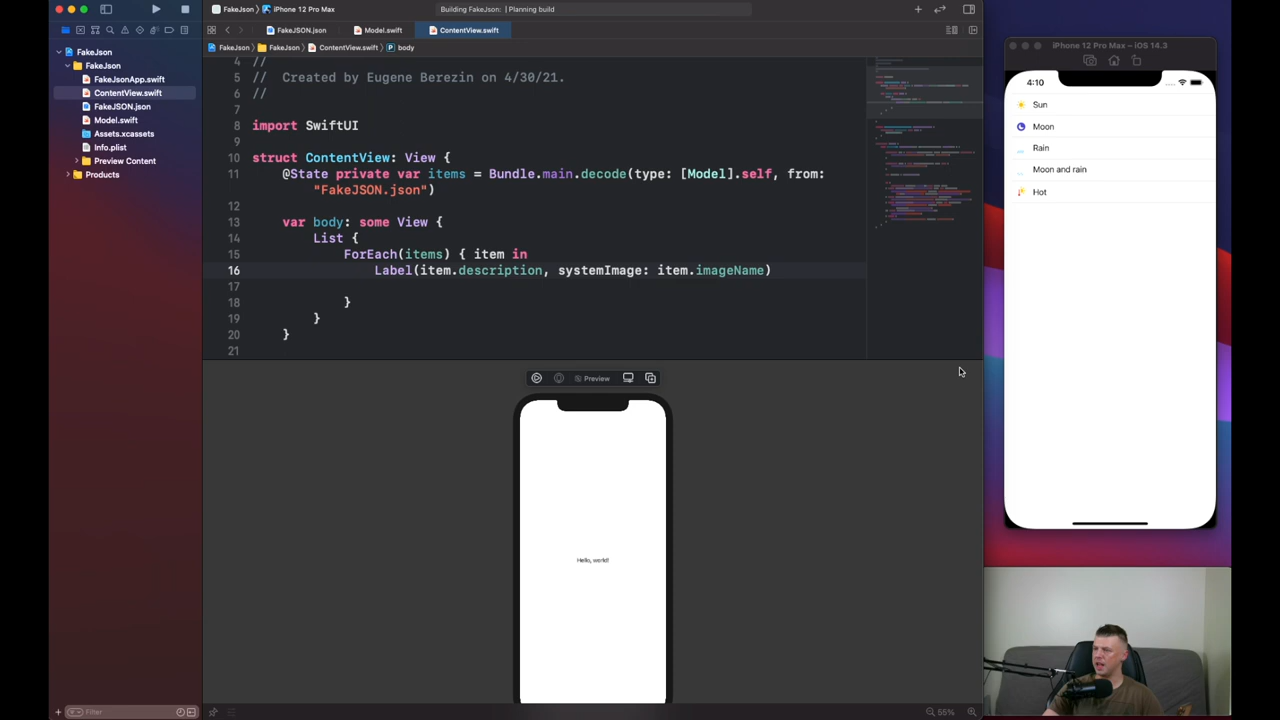 FakeJson
iPhone 12 Pro Max
Building FakeJson: | Planning build
FakeJSON.json
Model.swift
ContentView.swift
FakeJson
FakeJson
ContentView.swift
body
FakeJson
FakeJson
FakeJsonApp.swift
ContentView.swift
FakeJSON.json
Model.swift
Assets.xcassets
Info.plist
Preview Content
Products
Filter
4 //
5 // Created by Eugene Berezin on 4/30/21.
6 //
7
8 import SwiftUI
9
10 struct ContentView: View {
11 @State private var items = Bundle.main.decode(type: [Model].self, from:
"FakeJSON.json")
12
13 var body: some View {
14 List {
15 ForEach(items) { item in
16 Label(item.description, systemImage: item.imageName)
17
18 }
19 }
20 }
21
Preview
Hello, world!
55%
iPhone 12 Pro Max – iOS 14.3
4:10
Sun
Moon
Rain
Moon and rain
Hot